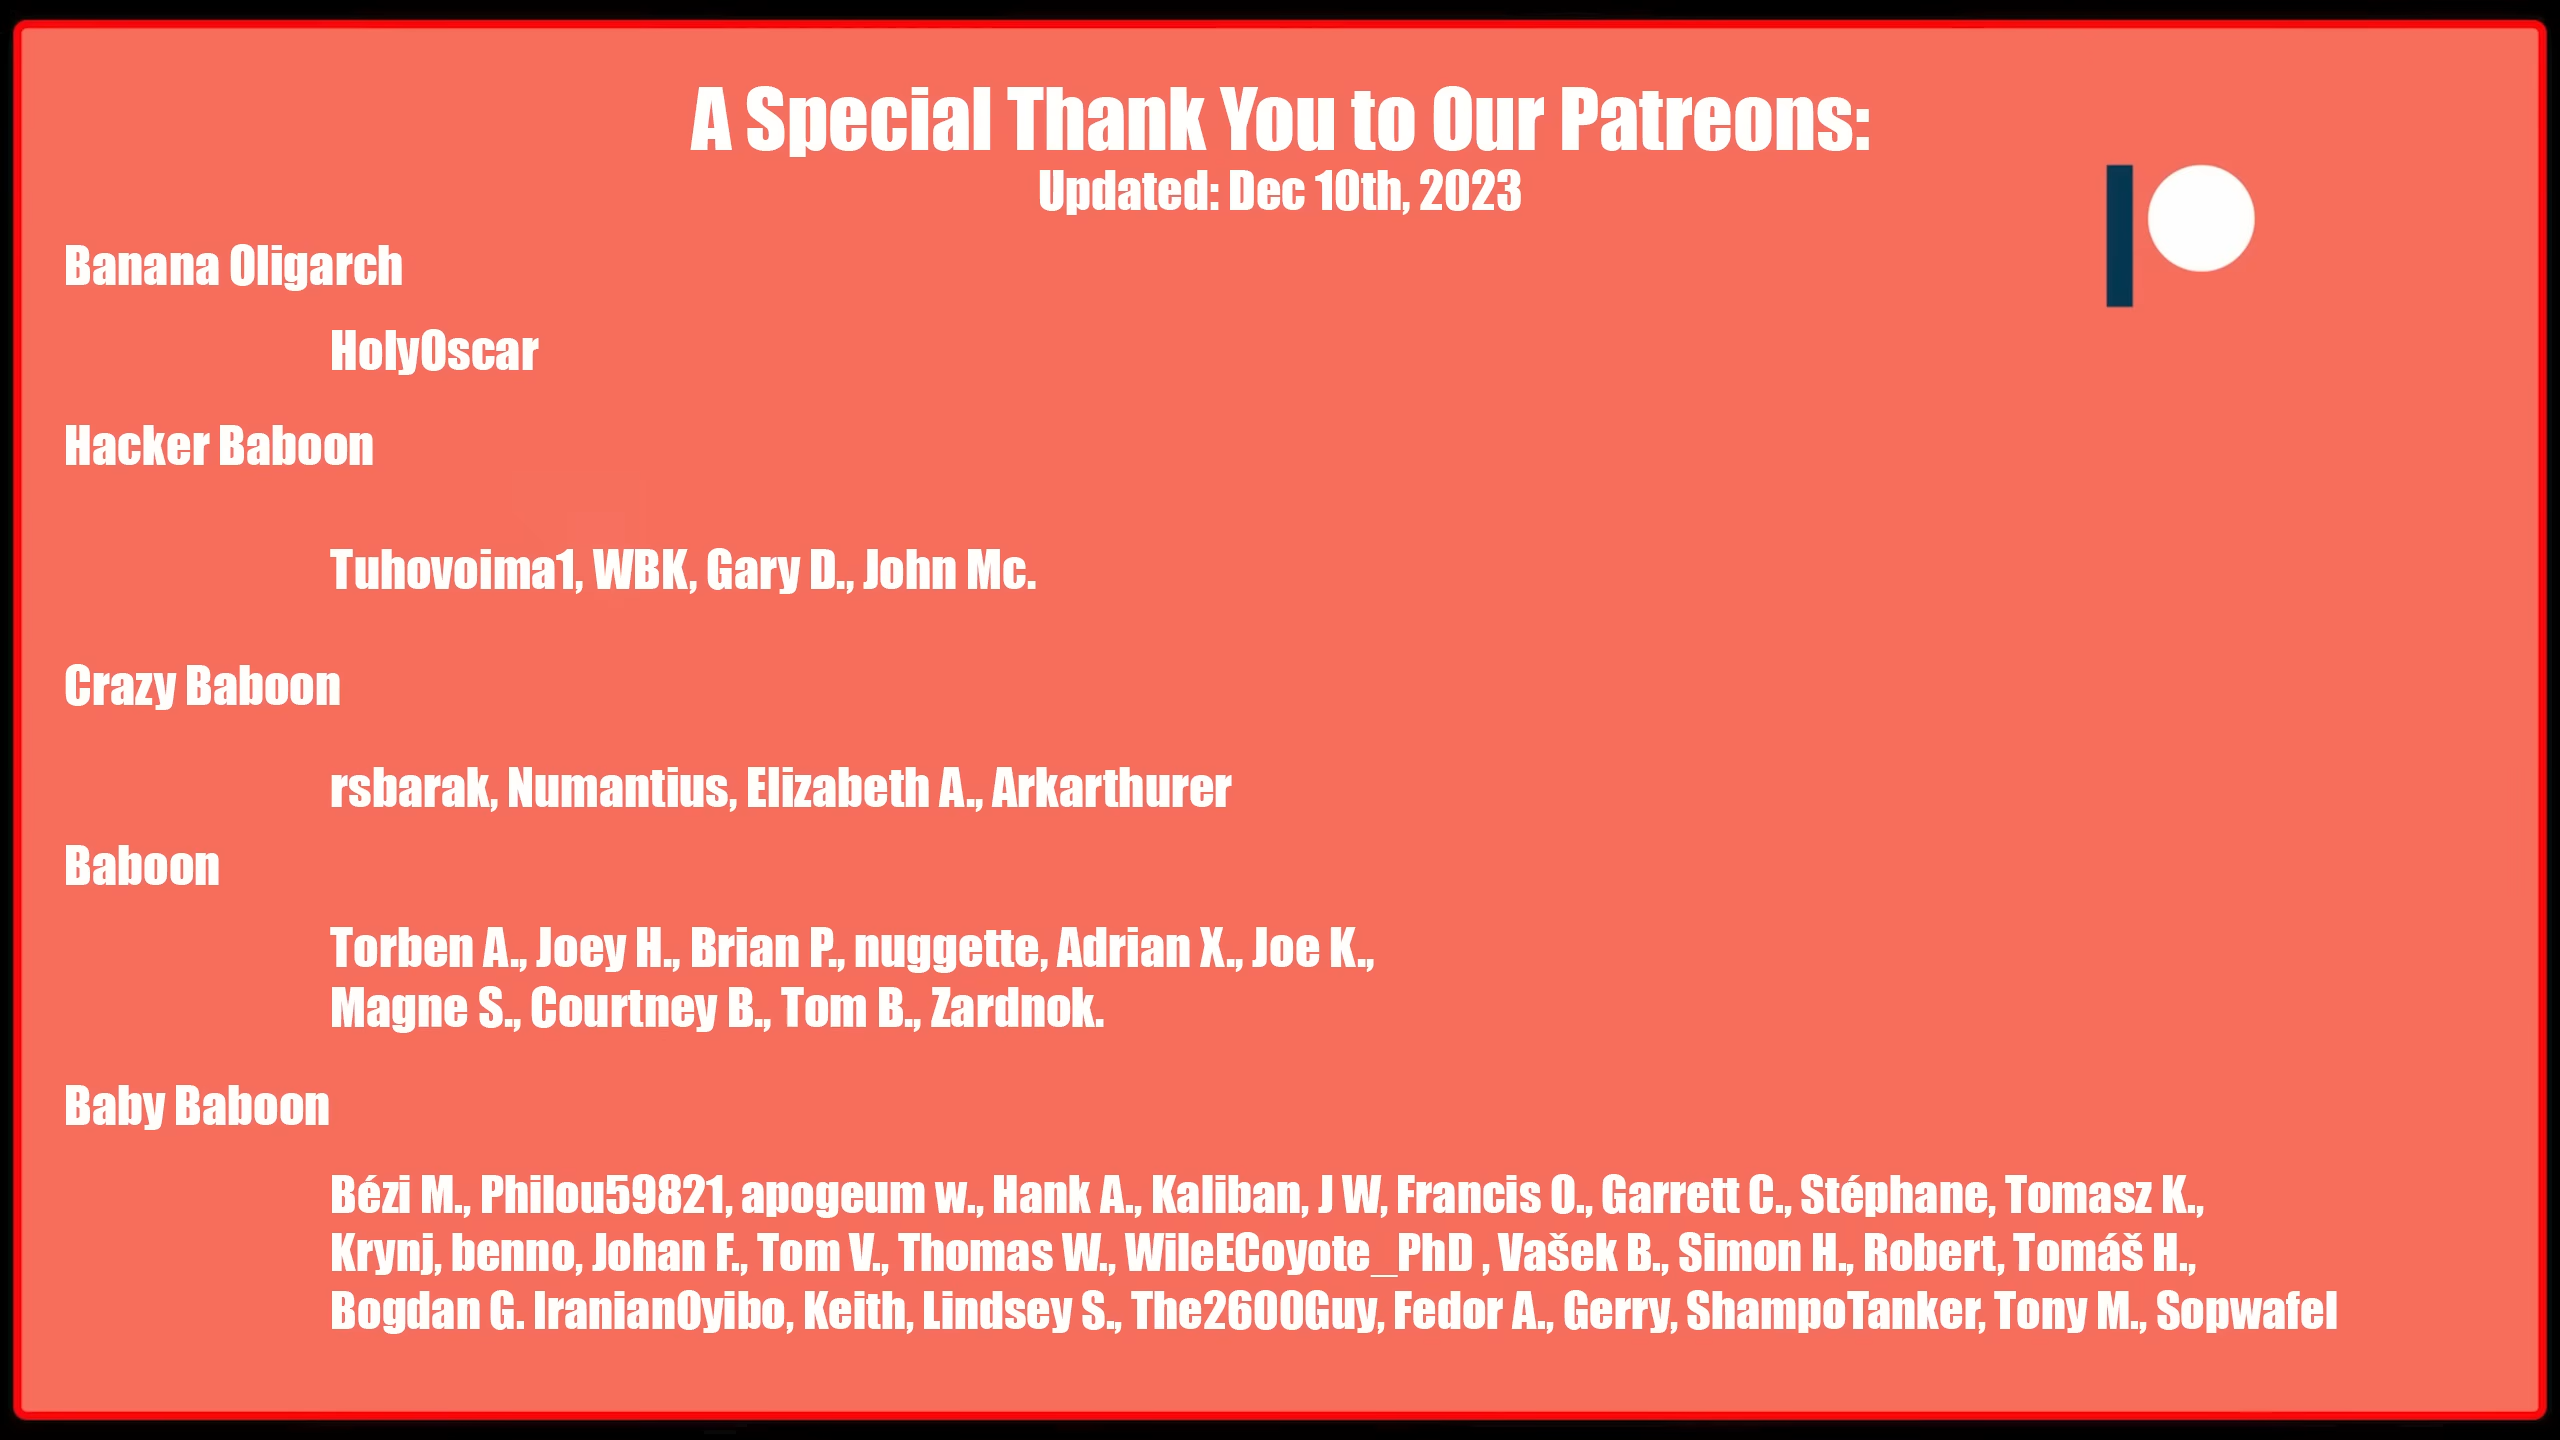 A Special Thank You to Our Patreons:
Updated: Dec 10th, 2023
Banana Oligarch
HolyOscar
Hacker Baboon
Tuhovoima1, WBK, Gary D., John Mc.
Crazy Baboon
rsbarak, Numantius, Elizabeth A., Arkarthurer
Baboon
Torben A., Joey H., Brian P., nuggette, Adrian X., Joe K.,
Magne S., Courtney B., Tom B., Zardnok.
Baby Baboon
Bézi M., Philou59821, apogeum w., Hank A., Kaliban, J W, Francis O., Garrett C., Stéphane, Tomasz K.,
Krynj, benno, Johan F., Tom V., Thomas W., WileECoyote_PhD , Vašek B., Simon H., Robert, Tomáš H.,
Bogdan G. IranianOyibo, Keith, Lindsey S., The2600Guy, Fedor A., Gerry, ShampoTanker, Tony M., Sopwafel